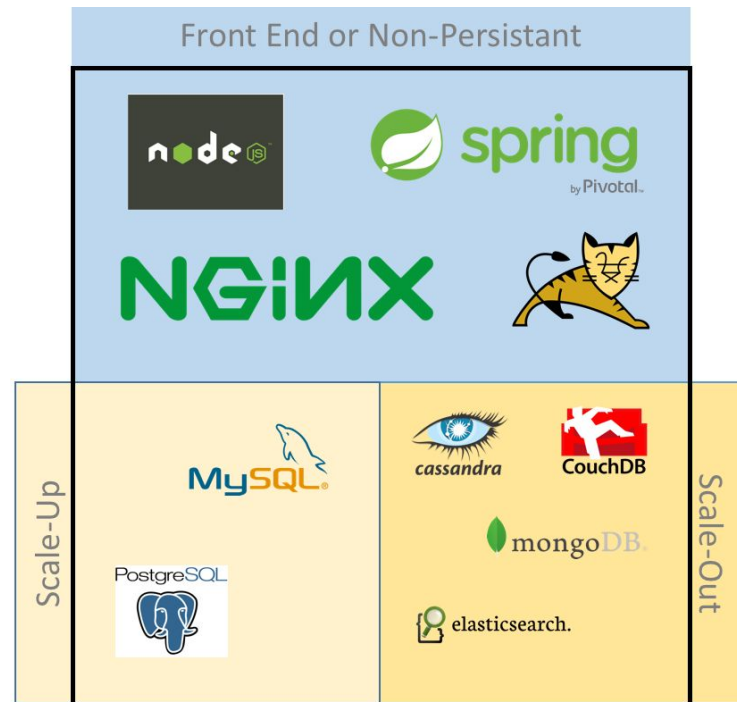 Front End or Non-Persistant
node JS
spring
by Pivotal™
NGiNX
Scale-Up
MySQL®
PostgreSQL
cassandra
CouchDB
mongoDB®
elasticsearch.
Scale-Out